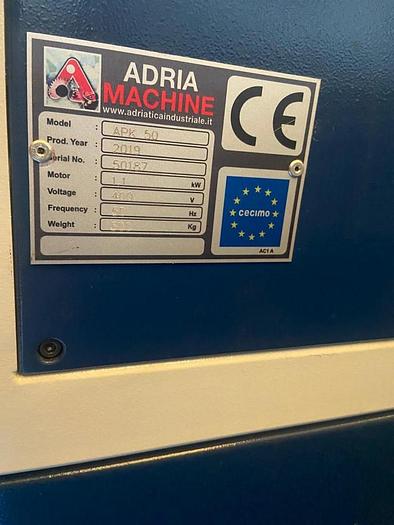 ADRIA
MACHINE
www.adriaticaindustriale.it
CE
Model : APK 50
Prod. Year : 2019
Serial No. : 50187
Motor : 1.1 kW
Voltage : 400 V
Frequency : Hz
Weight : Kg
cecimo
AC1 A